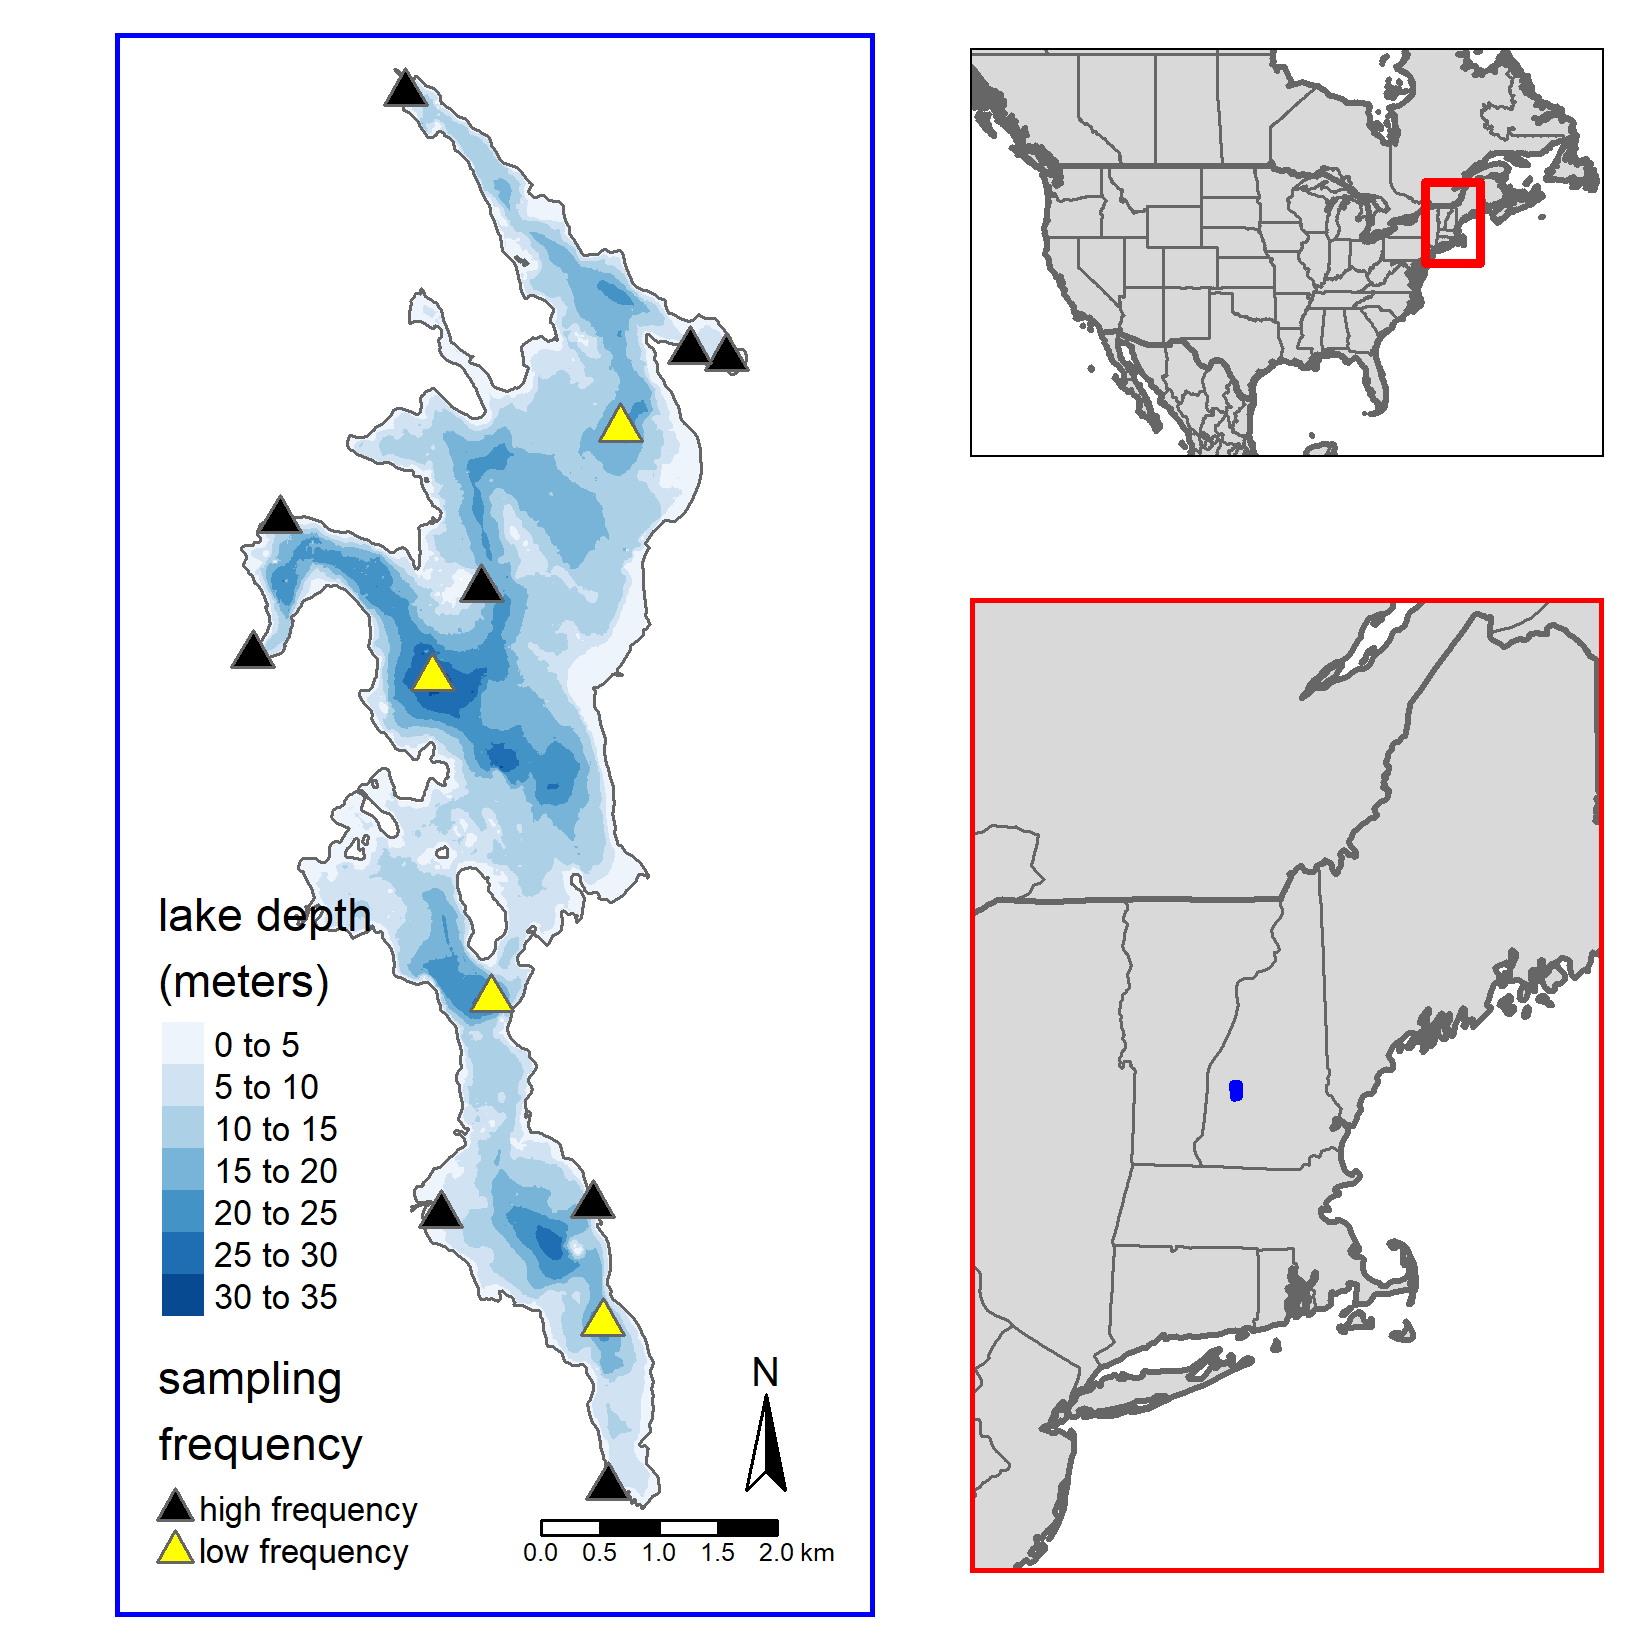 lake depth
(meters)
0 to 5
5 to 10
10 to 15
15 to 20
20 to 25
25 to 30
30 to 35
sampling
frequency
high frequency
low frequency
N
0.0 0.5 1.0 1.5 2.0 km